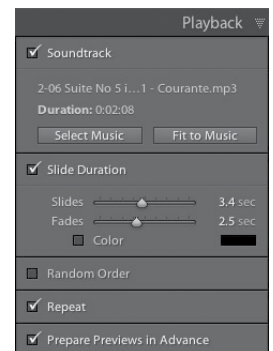 Playback
Soundtrack
2-06 Suite No 5 i…1 - Courante.mp3
Duration: 0:02:08
Select Music Fit to Music
Slide Duration
Slides 3.4 sec
Fades 2.5 sec
Color
Random Order
Repeat
Prepare Previews in Advance